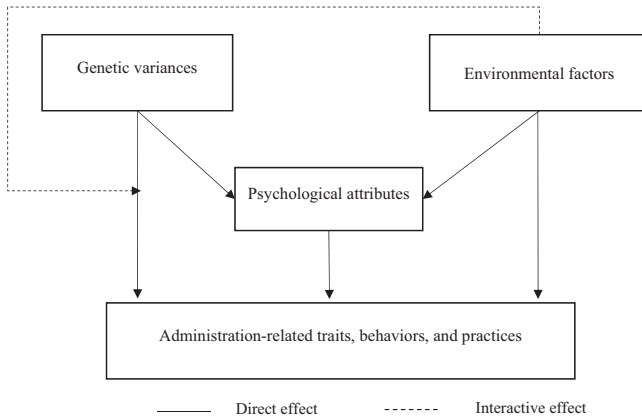 Genetic variances
Environmental factors
Psychological attributes
Administration-related traits, behaviors, and practices
Direct effect
Interactive effect